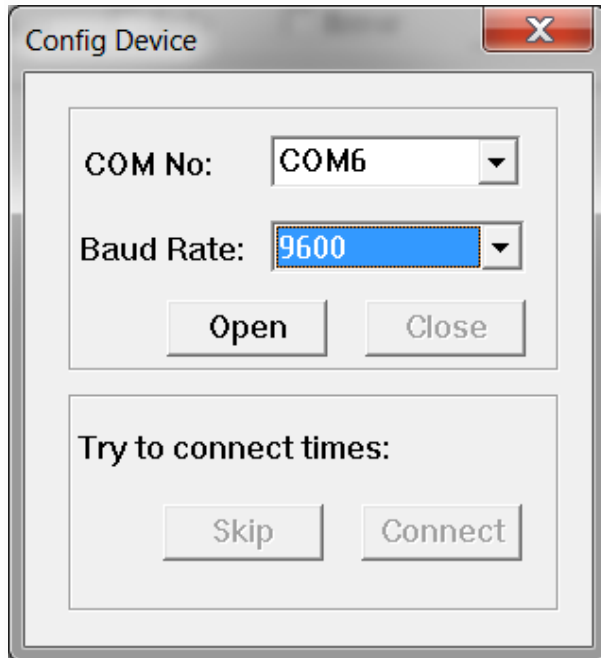 Config Device
COM No: COM6
Baud Rate: 9600
Open Close
Try to connect times:
Skip Connect